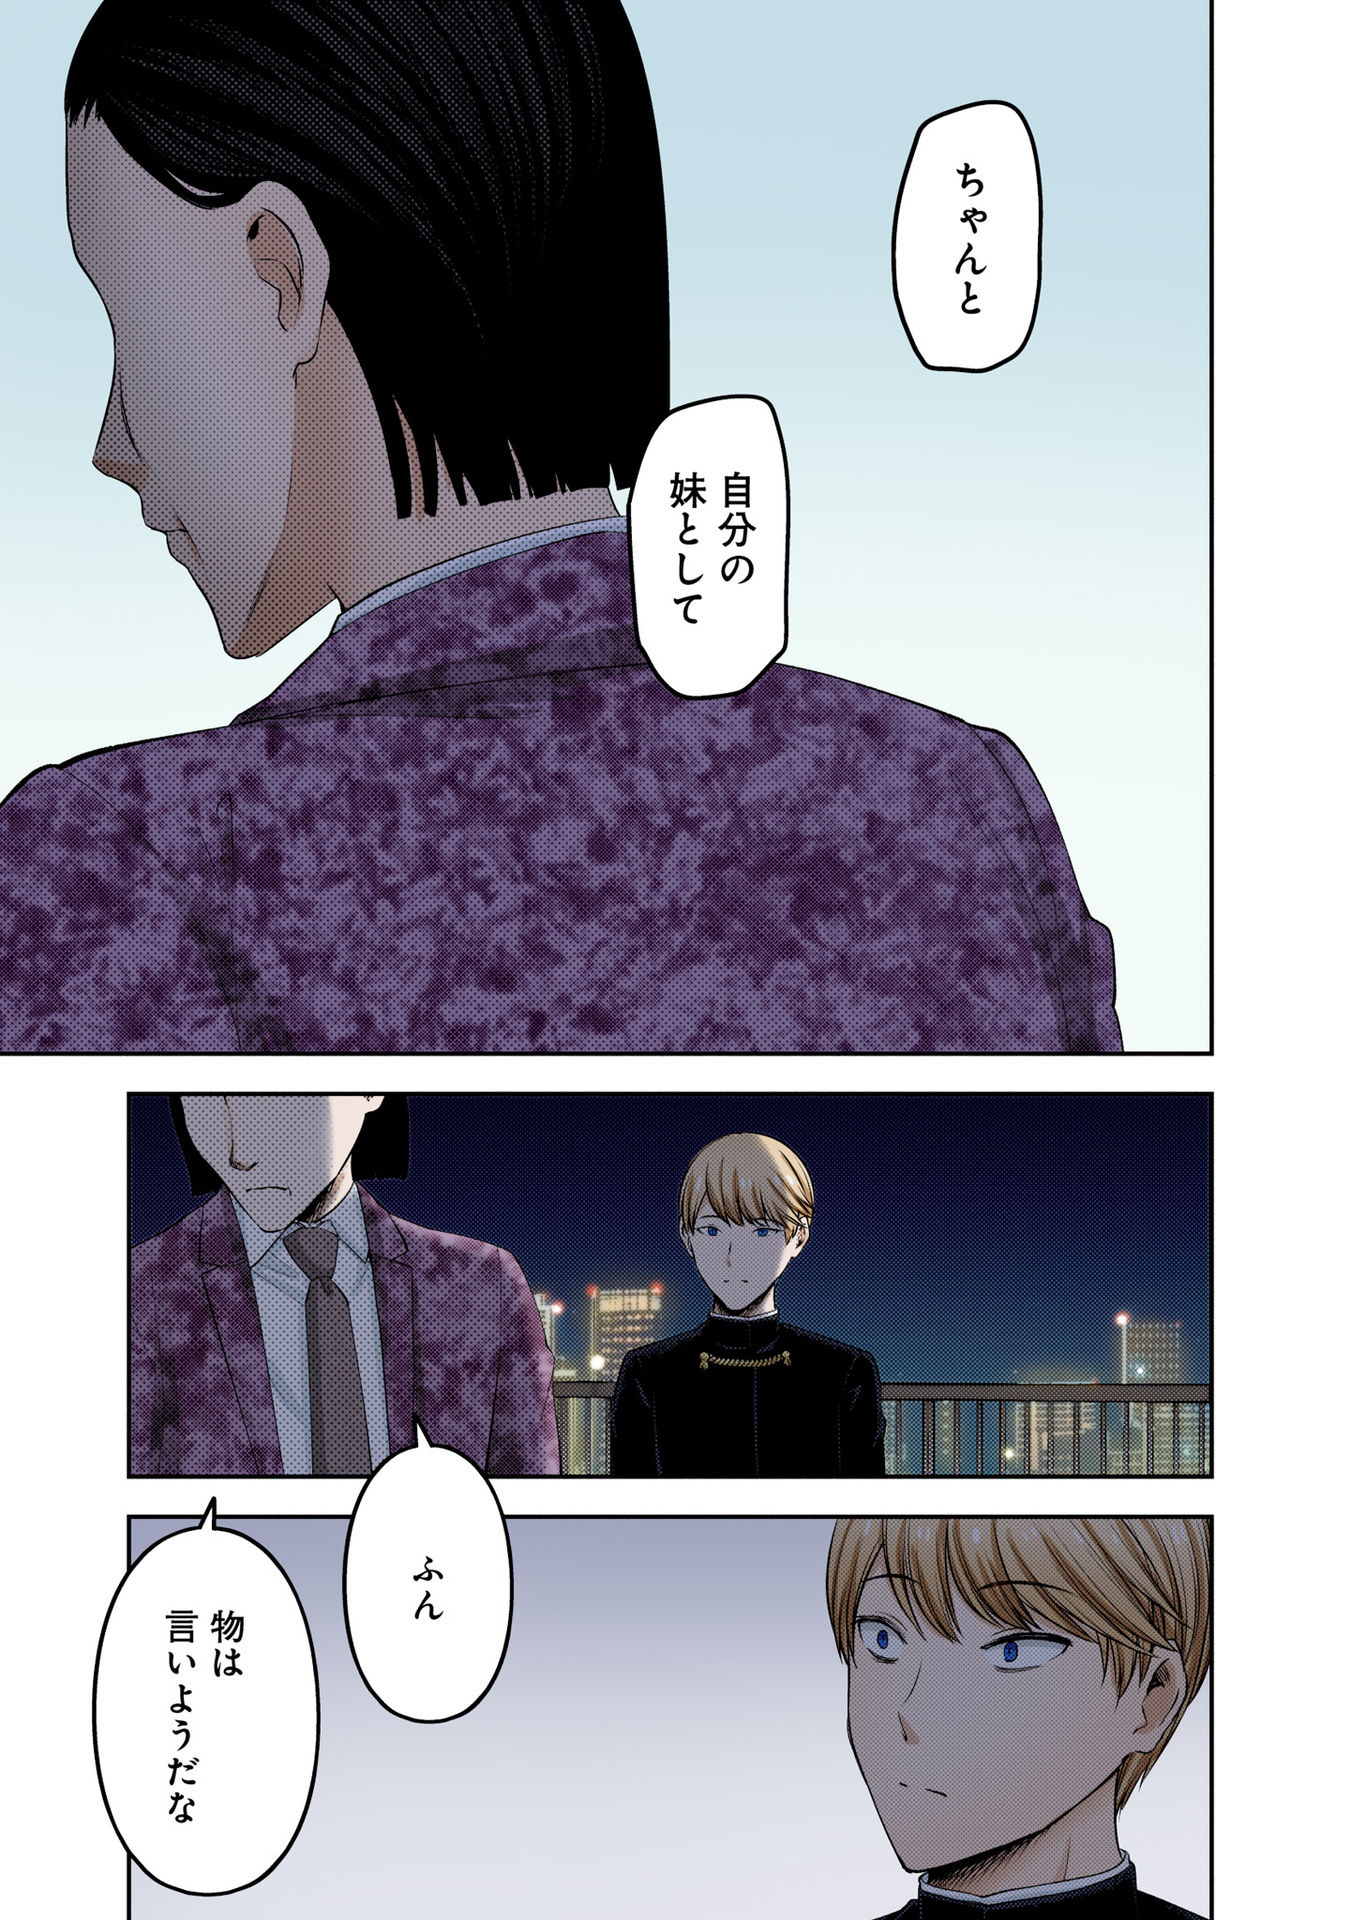 ちゃんと
自分の
妹として
ふん
物は
言いようだな